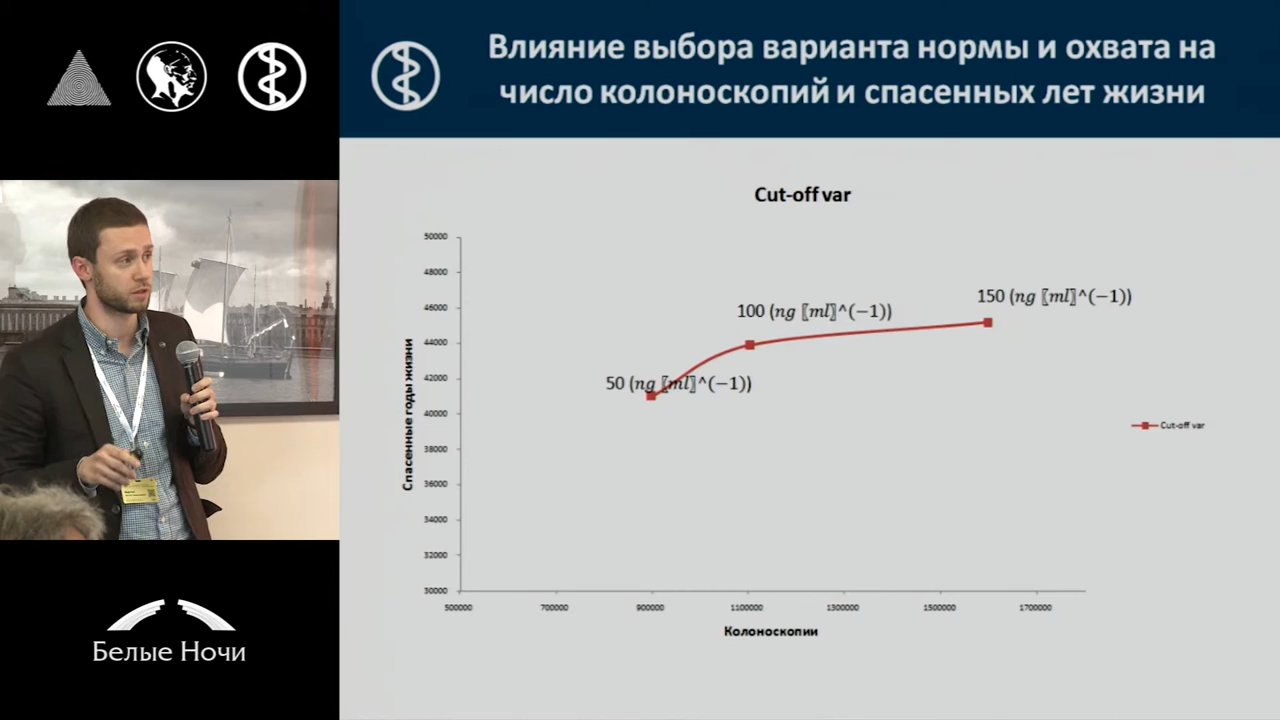 Влияние выбора варианта нормы и охвата на
число колоноскопий и спасенных лет жизни
Cut-off var
50000
48000
46000
44000
42000
40000
38000
36000
34000
32000
30000
Спасенные годы жизни
150 (ng〖ml〗^(−1))
100 (ng〖ml〗^(−1))
50 (ng〖ml〗^(−1))
Cut-off var
500000 700000 900000 1100000 1300000 1500000 1700000
Колоноскопии
Белые Ночи